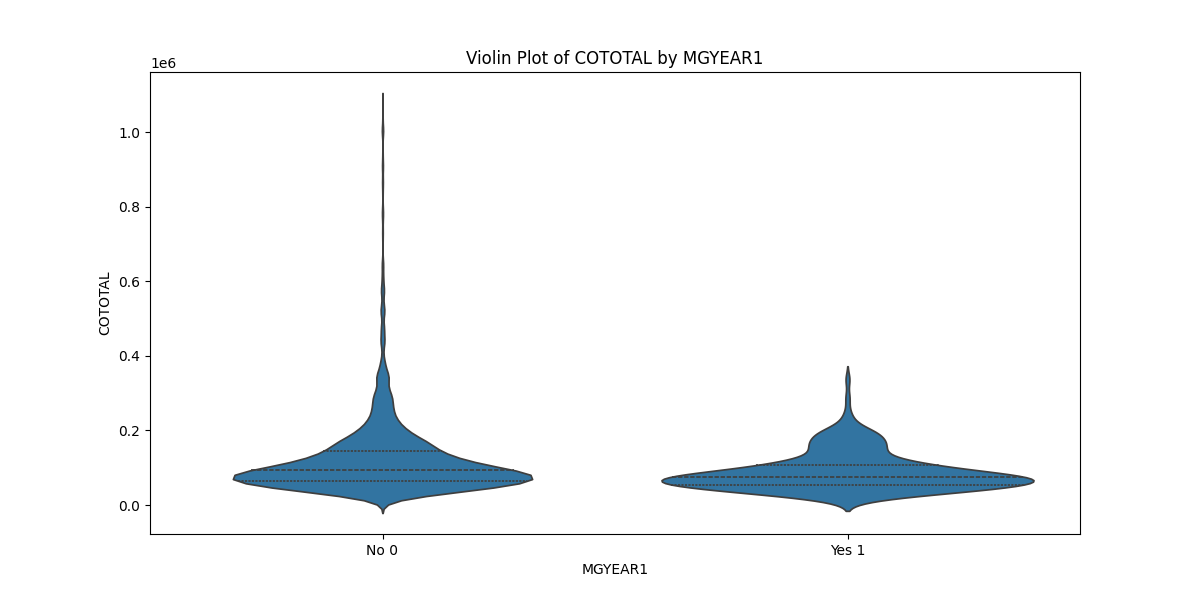 Violin Plot of COTOTAL by MGYEAR1
1e6
1.0
0.8
0.6
0.4
0.2
0.0
COTOTAL
No 0
Yes 1
MGYEAR1